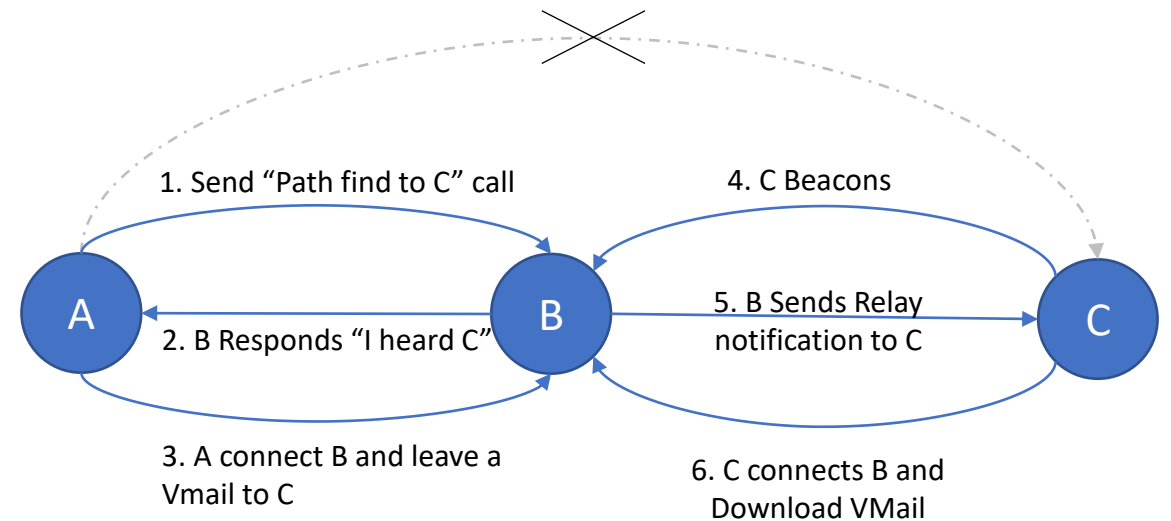 1. Send “Path find to C” call
4. C Beacons
A
B
C
2. B Responds “I heard C”
5. B Sends Relay
notification to C
3. A connect B and leave a
Vmail to C
6. C connects B and
Download VMail